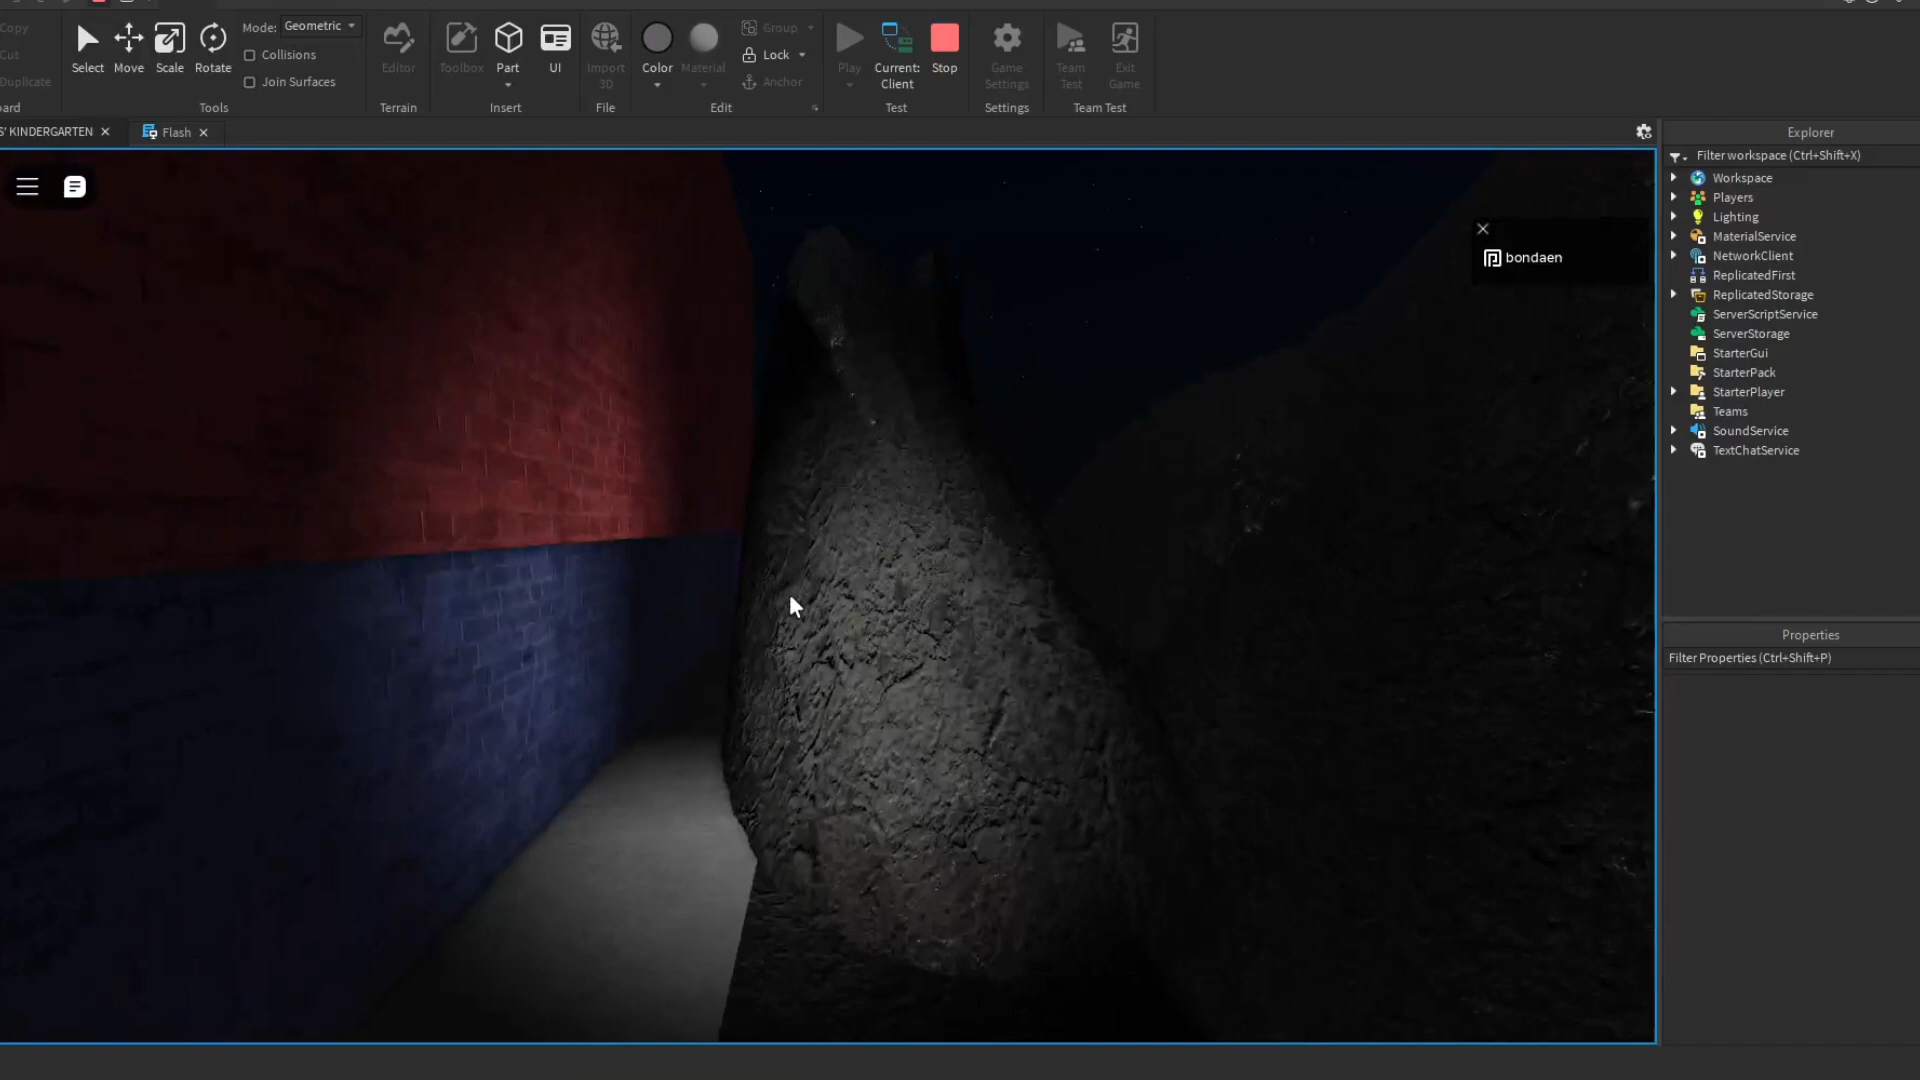 Copy
Cut
Duplicate
Select
Move
Scale
Rotate
Mode: Geometric
Collisions
Join Surfaces
Tools
Editor
Terrain
Toolbox
Part
UI
Insert
Import
3D
File
Color
Material
Group
Lock
Anchor
Edit
Play
Current:
Client
Stop
Test
Game
Settings
Settings
Team
Test
Exit
Game
Team Test
oard
S' KINDERGARTEN
Flash
bondaen
Explorer
Filter workspace (Ctrl+Shift+X)
Workspace
Players
Lighting
MaterialService
NetworkClient
ReplicatedFirst
ReplicatedStorage
ServerScriptService
ServerStorage
StarterGui
StarterPack
StarterPlayer
Teams
SoundService
TextChatService
Properties
Filter Properties (Ctrl+Shift+P)